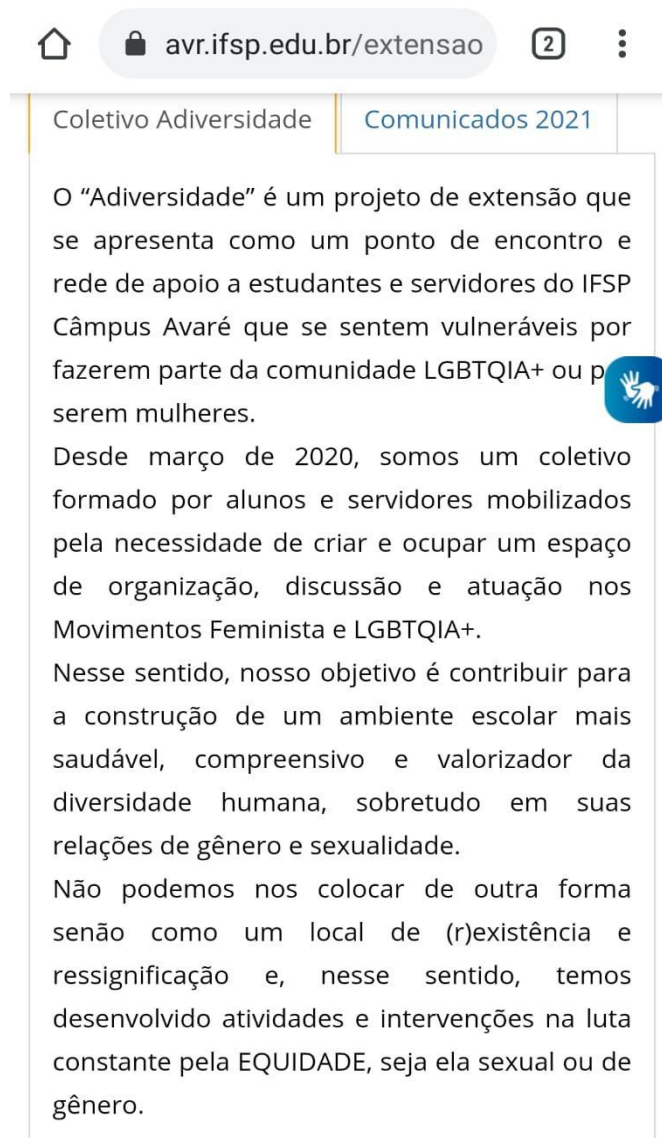 avr.ifsp.edu.br/extensao
2
Coletivo Adiversidade
Comunicados 2021
O “Adiversidade” é um projeto de extensão que
se apresenta como um ponto de encontro e
rede de apoio a estudantes e servidores do IFSP
Câmpus Avaré que se sentem vulneráveis por
fazerem parte da comunidade LGBTQIA+ ou
serem mulheres.
Desde março de 2020, somos um coletivo
formado por alunos e servidores mobilizados
pela necessidade de criar e ocupar um espaço
de organização, discussão e atuação nos
Movimentos Feminista e LGBTQIA+.
Nesse sentido, nosso objetivo é contribuir para
a construção de um ambiente escolar mais
saudável, compreensivo e valorizador da
diversidade humana, sobretudo em suas
relações de gênero e sexualidade.
Não podemos nos colocar de outra forma
senão como um local de (r)existência e
ressignificação e, nesse sentido, temos
desenvolvido atividades e intervenções na luta
constante pela EQUIDADE, seja ela sexual ou de
gênero.